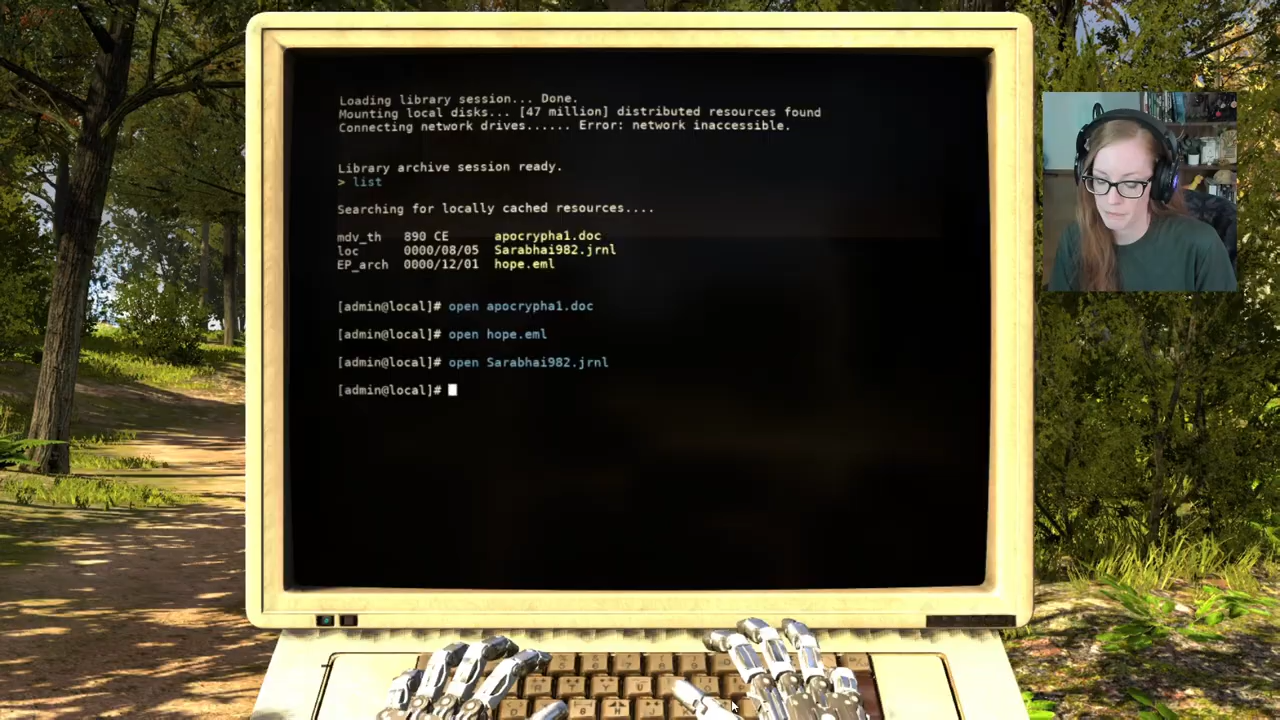 Loading library session... Done.
Mounting local disks... [47 million] distributed resources found
Connecting network drives...... Error: network inaccessible.
Library archive session ready.
> list
Searching for locally cached resources....
mdv_th 890 CE apocrypha1.doc
loc 0000/08/05 Sarabhai982.jrnl
EP_arch 0000/12/01 hope.eml
[admin@local]# open apocrypha1.doc
[admin@local]# open hope.eml
[admin@local]# open Sarabhai982.jrnl
[admin@local]#